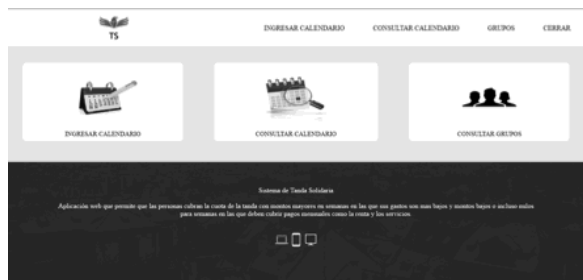 TS
INGRESAR CALENDARIO CONSULTAR CALENDARIO GRUPOS CERRAR
INGRESAR CALENDARIO CONSULTAR CALENDARIO CONSULTAR GRUPOS
Sistema de Tanda Solidaria
Aplicación web que permite que las personas cubran la cuota de la tanda con montos mayores en semanas en las que sus gastos son mas bajos y montos bajos o incluso nulos
para semanas en las que deben cubrir pagos mensuales como la renta y los servicios.